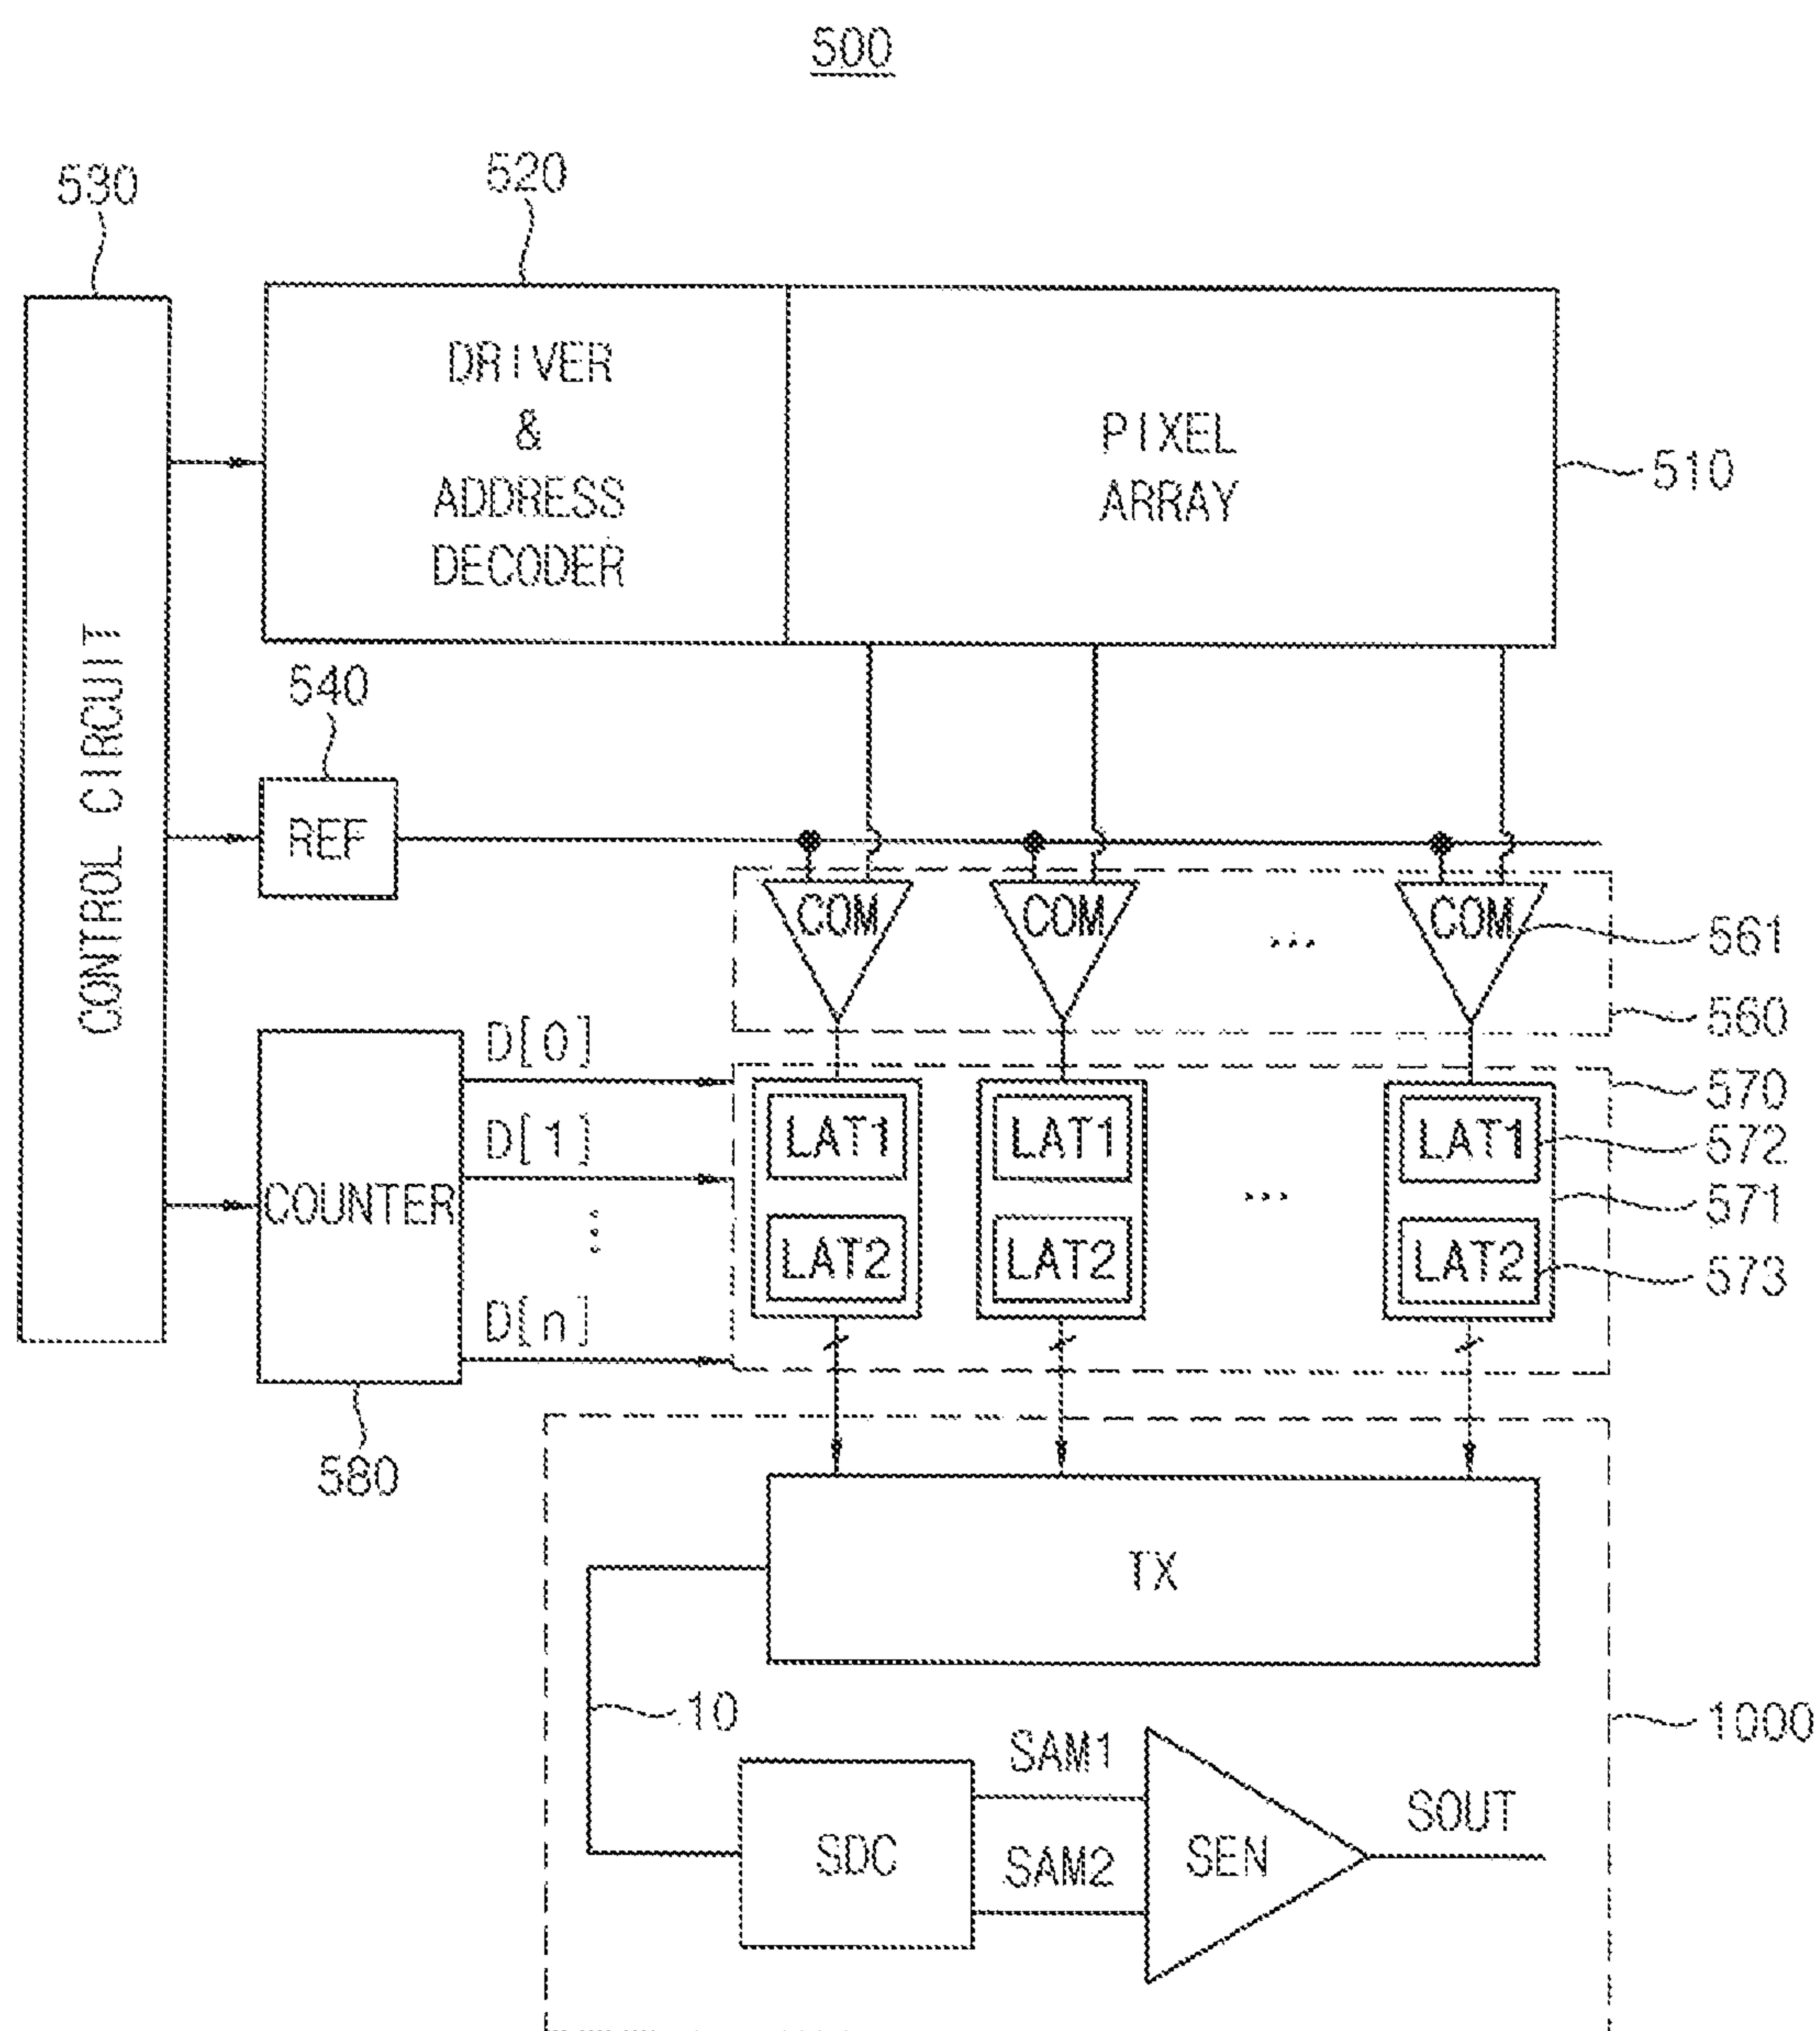 500
530
520
DRIVER
&
ADDRESS
DECODER
PIXEL
ARRAY
510
CONTROL CIRCUIT
540
REF
COM
COM
...
COM
561
560
COUNTER
D[0]
D[1]
⋮
D[n]
580
LAT1
LAT1
LAT1
570
572
...
571
LAT2
LAT2
LAT2
573
TX
10
1000
SDC
SAM1
SAM2
SEN
SOUT